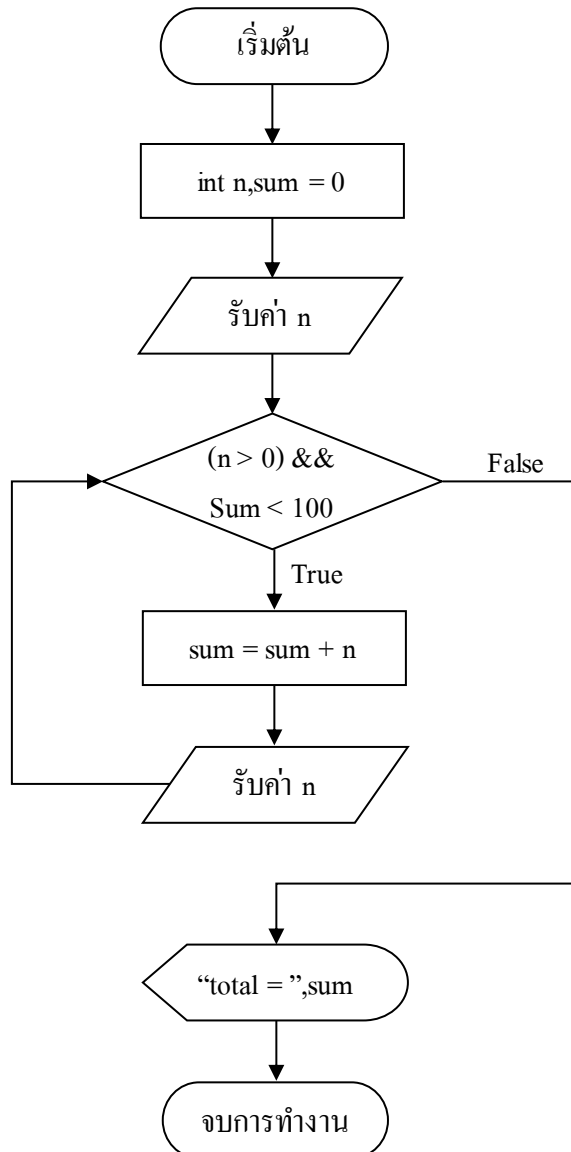 เริ่มต้น
int n,sum = 0
รับค่า n
(n > 0) &&
Sum < 100
False
True
sum = sum + n
รับค่า n
“total = ”,sum
จบการทำงาน